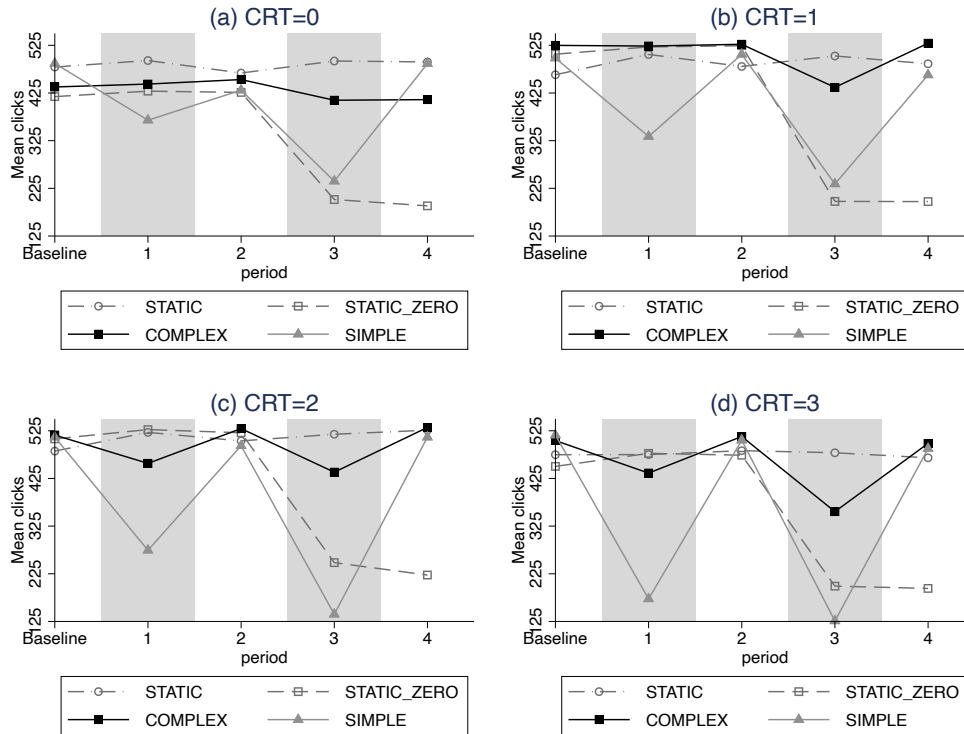 (a) CRT=0
Mean clicks
525
425
325
225
125
Baseline 1 2 3 4
period
STATIC STATIC_ZERO
COMPLEX SIMPLE
(b) CRT=1
Mean clicks
525
425
325
225
125
Baseline 1 2 3 4
period
STATIC STATIC_ZERO
COMPLEX SIMPLE
(c) CRT=2
Mean clicks
525
425
325
225
125
Baseline 1 2 3 4
period
STATIC STATIC_ZERO
COMPLEX SIMPLE
(d) CRT=3
Mean clicks
525
425
325
225
125
Baseline 1 2 3 4
period
STATIC STATIC_ZERO
COMPLEX SIMPLE